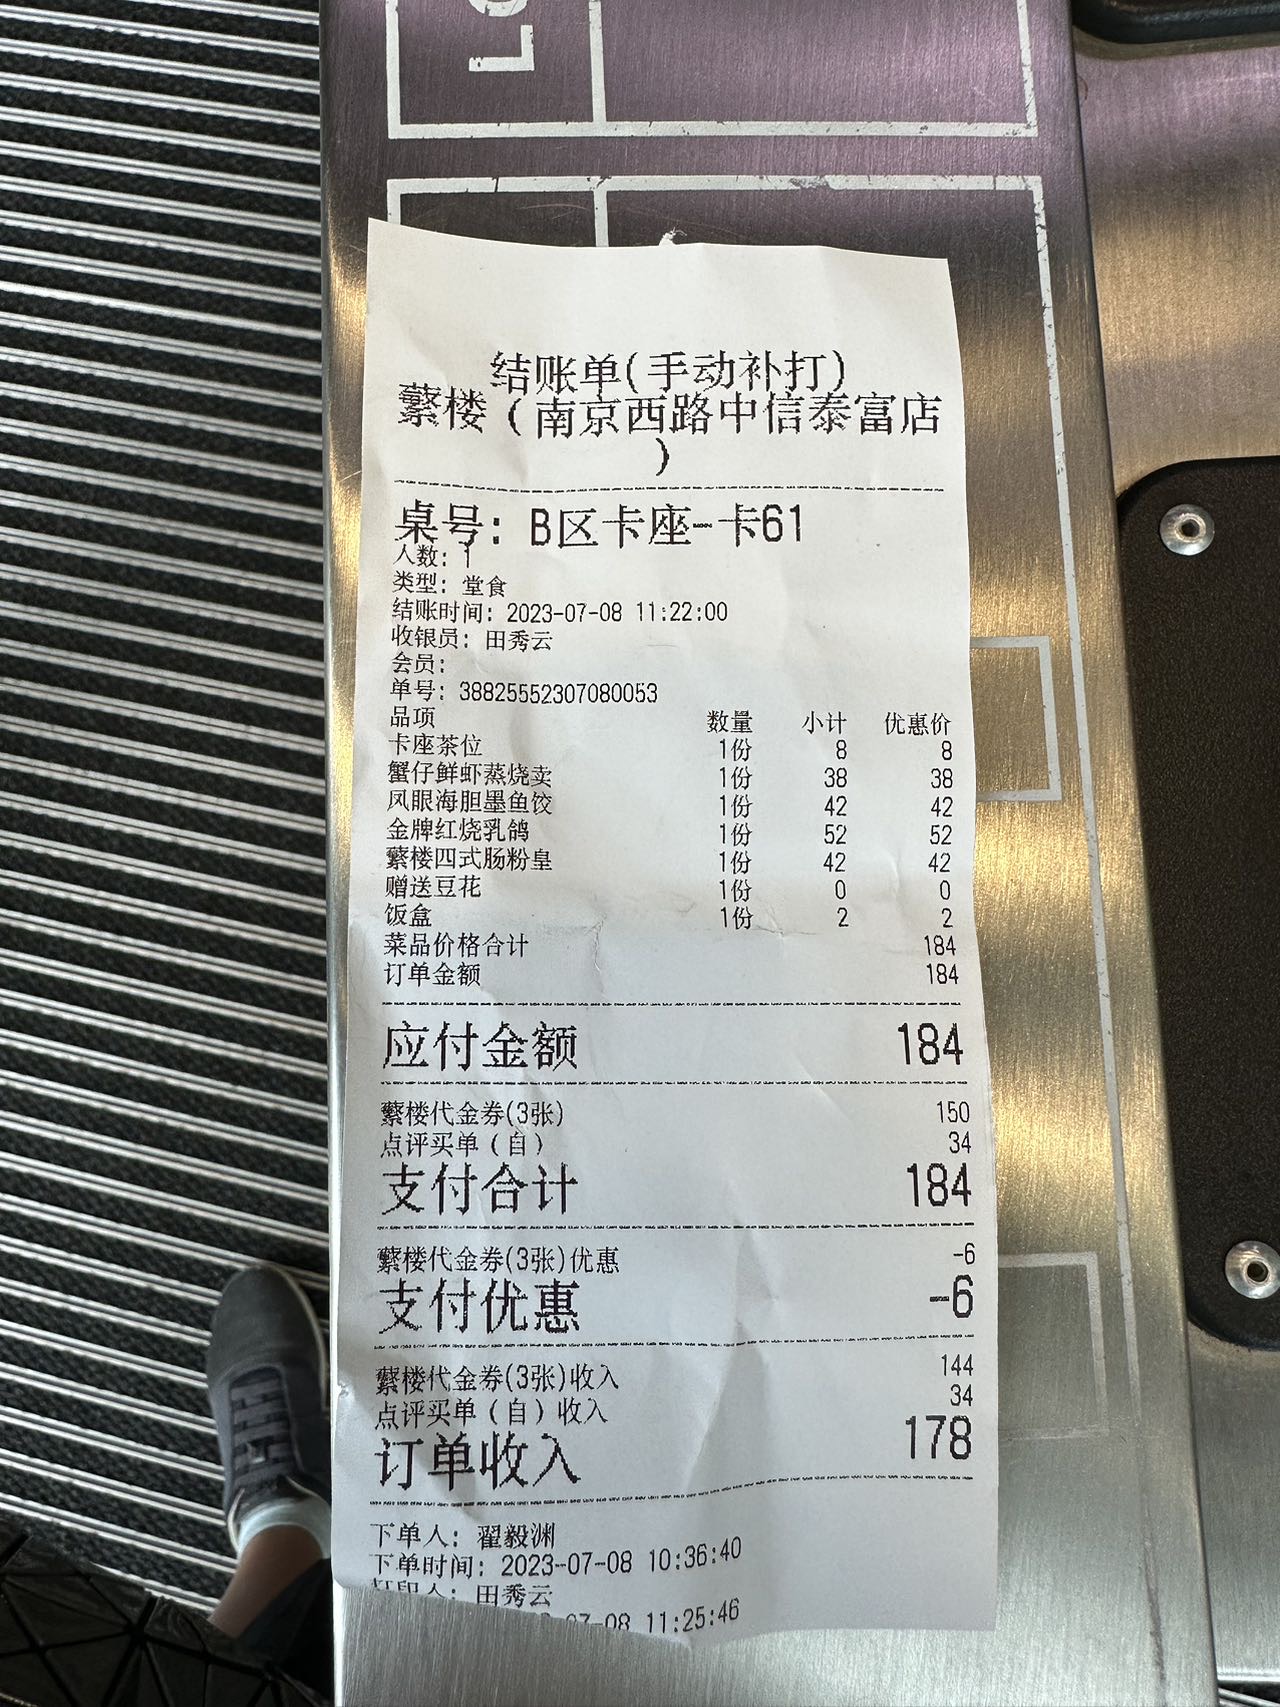 LO
结账单(手动补打)
蘩楼（南京西路中信泰富店
）
桌号: B区卡座-卡61
人数: 1
类型: 堂食
结账时间: 2023-07-08 11:22:00
收银员: 田秀云
会员:
单号: 38825552307080053
品项 数量 小计 优惠价
卡座茶位 1份 8 8
蟹仔鲜虾蒸烧卖 1份 38 38
凤眼海胆墨鱼饺 1份 42 42
金牌红烧乳鸽 1份 52 52
蘩楼四式肠粉皇 1份 42 42
赠送豆花 1份 0 0
饭盒 1份 2 2
菜品价格合计 184
订单金额 184
应付金额 184
蘩楼代金券(3张) 150
点评买单（自） 34
支付合计 184
蘩楼代金券(3张)优惠 -6
支付优惠 -6
蘩楼代金券(3张)收入 144
点评买单（自）收入 34
订单收入 178
下单人: 翟毅渊
下单时间: 2023-07-08 10:36:40
打印人: 田秀云
07-08 11:25:46